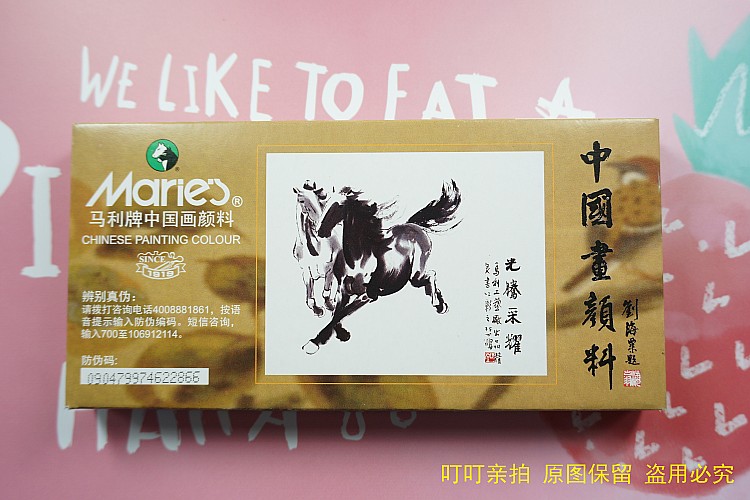 WE LIKE TO EAT A
Marie's®
马利牌中国画颜料
CHINESE PAINTING COLOUR
SINCE
1919
辨别真伪:
请拨打咨询电话4008881861,按语
音提示输入防伪编码。短信咨询,
输入700至106912114。
防伪码:
090479974622866
光腾采耀
中國畫顔料
劉海粟题
叮叮亲拍 原图保留 盗用必究